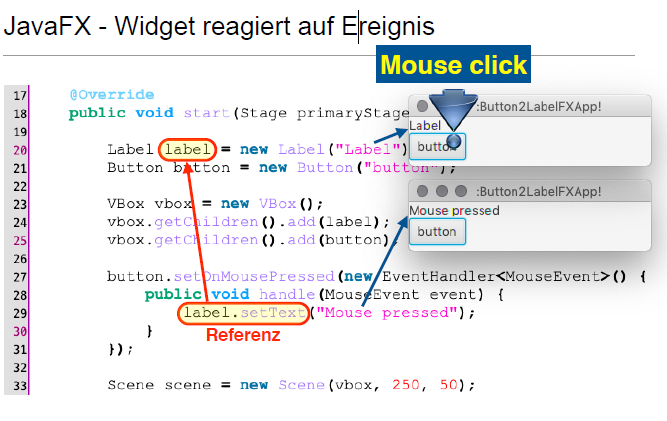 JavaFX - Widget reagiert auf Ereignis
Mouse click
17 @Override
18 public void start(Stage primaryStage
19
20 Label label = new Label("Label")
21 Button button = new Button("button");
22
23 VBox vbox = new VBox();
24 vbox.getChildren().add(label);
25 vbox.getChildren().add(button)
26
27 button.setOnMousePressed(new EventHandler<MouseEvent>() {
28 public void handle(MouseEvent event) {
29 label.setText("Mouse pressed");
30 }
Referenz
31 });
32
33 Scene scene = new Scene(vbox, 250, 50);
:Button2LabelFXApp!
Label
button
:Button2LabelFXApp!
Mouse pressed
button